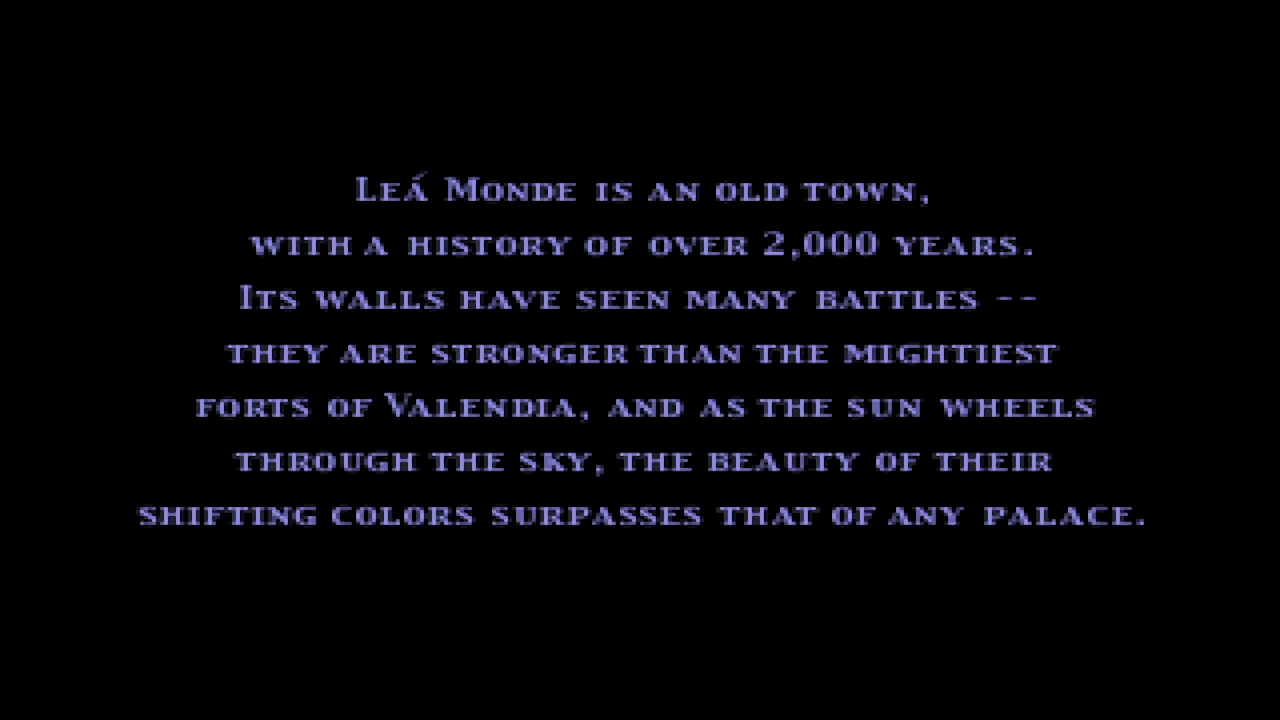 Leá Monde is an old town,
with a history of over 2,000 years.
Its walls have seen many battles --
they are stronger than the mightiest
forts of Valendia, and as the sun wheels
through the sky, the beauty of their
shifting colors surpasses that of any palace.